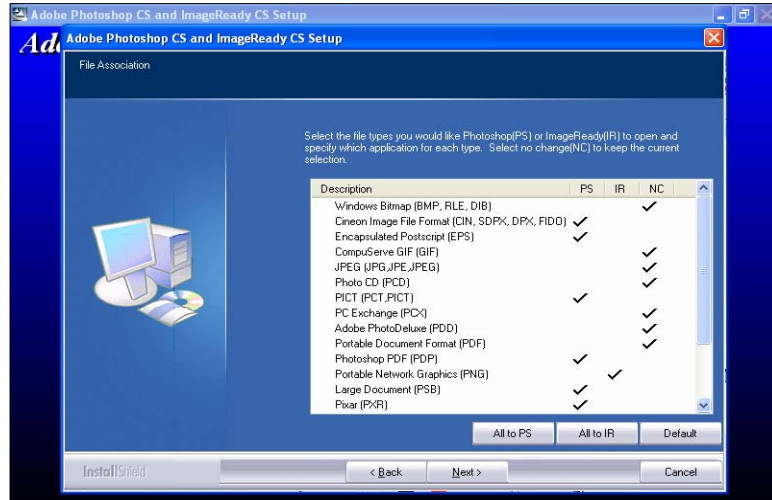 Adobe Photoshop CS and ImageReady CS Setup
Adobe Photoshop CS and ImageReady CS Setup
File Association
Select the file types you would like Photoshop(PS) or ImageReady(IR) to open and
specify which application for each type. Select no change(NC) to keep the current
selection.
Description PS IR NC
Windows Bitmap (BMP, RLE, DIB)
Cineon Image File Format (CIN, SDPX, DPX, FIDO)
Encapsulated Postscript (EPS)
CompuServe GIF (GIF)
JPEG (JPG,JPE,JPEG)
Photo CD (PCD)
PICT (PCT,PICT)
PC Exchange (PCX)
Adobe PhotoDeluxe (PDD)
Portable Document Format (PDF)
Photoshop PDF (PDP)
Portable Network Graphics (PNG)
Large Document (PSB)
Pixar (PXR)
All to PS All to IR Default
InstallShield
< Back Next > Cancel